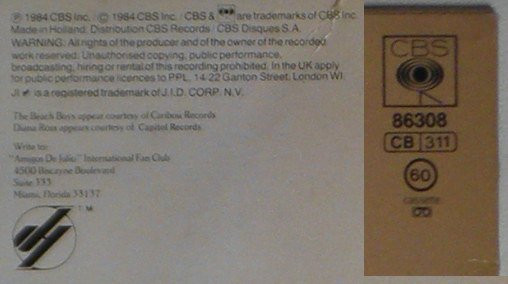 ℗ 1984 CBS Inc. / © 1984 CBS Inc. / CBS & are trademarks of CBS Inc.
Made in Holland. Distribution CBS Records / CBS Disques S.A.
WARNING: All rights of the producer and of the owner of the recorded
work reserved. Unauthorised copying, public performance,
broadcasting, hiring or rental of this recording prohibited. In the UK apply
for public performance licences to PPL, 14-22 Ganton Street, London W1
JI is a registered trademark of J.I.D. CORP. N.V.
The Beach Boys appear courtesy of Caribou Records
Diana Ross appears courtesy of Capitol Records
Write to:
"Amigos De Julio" International Fan Club
4500 Biscayne Boulevard
Suite 333
Miami, Florida 33137
TM
CBS
86308
CB 311
60
cassette